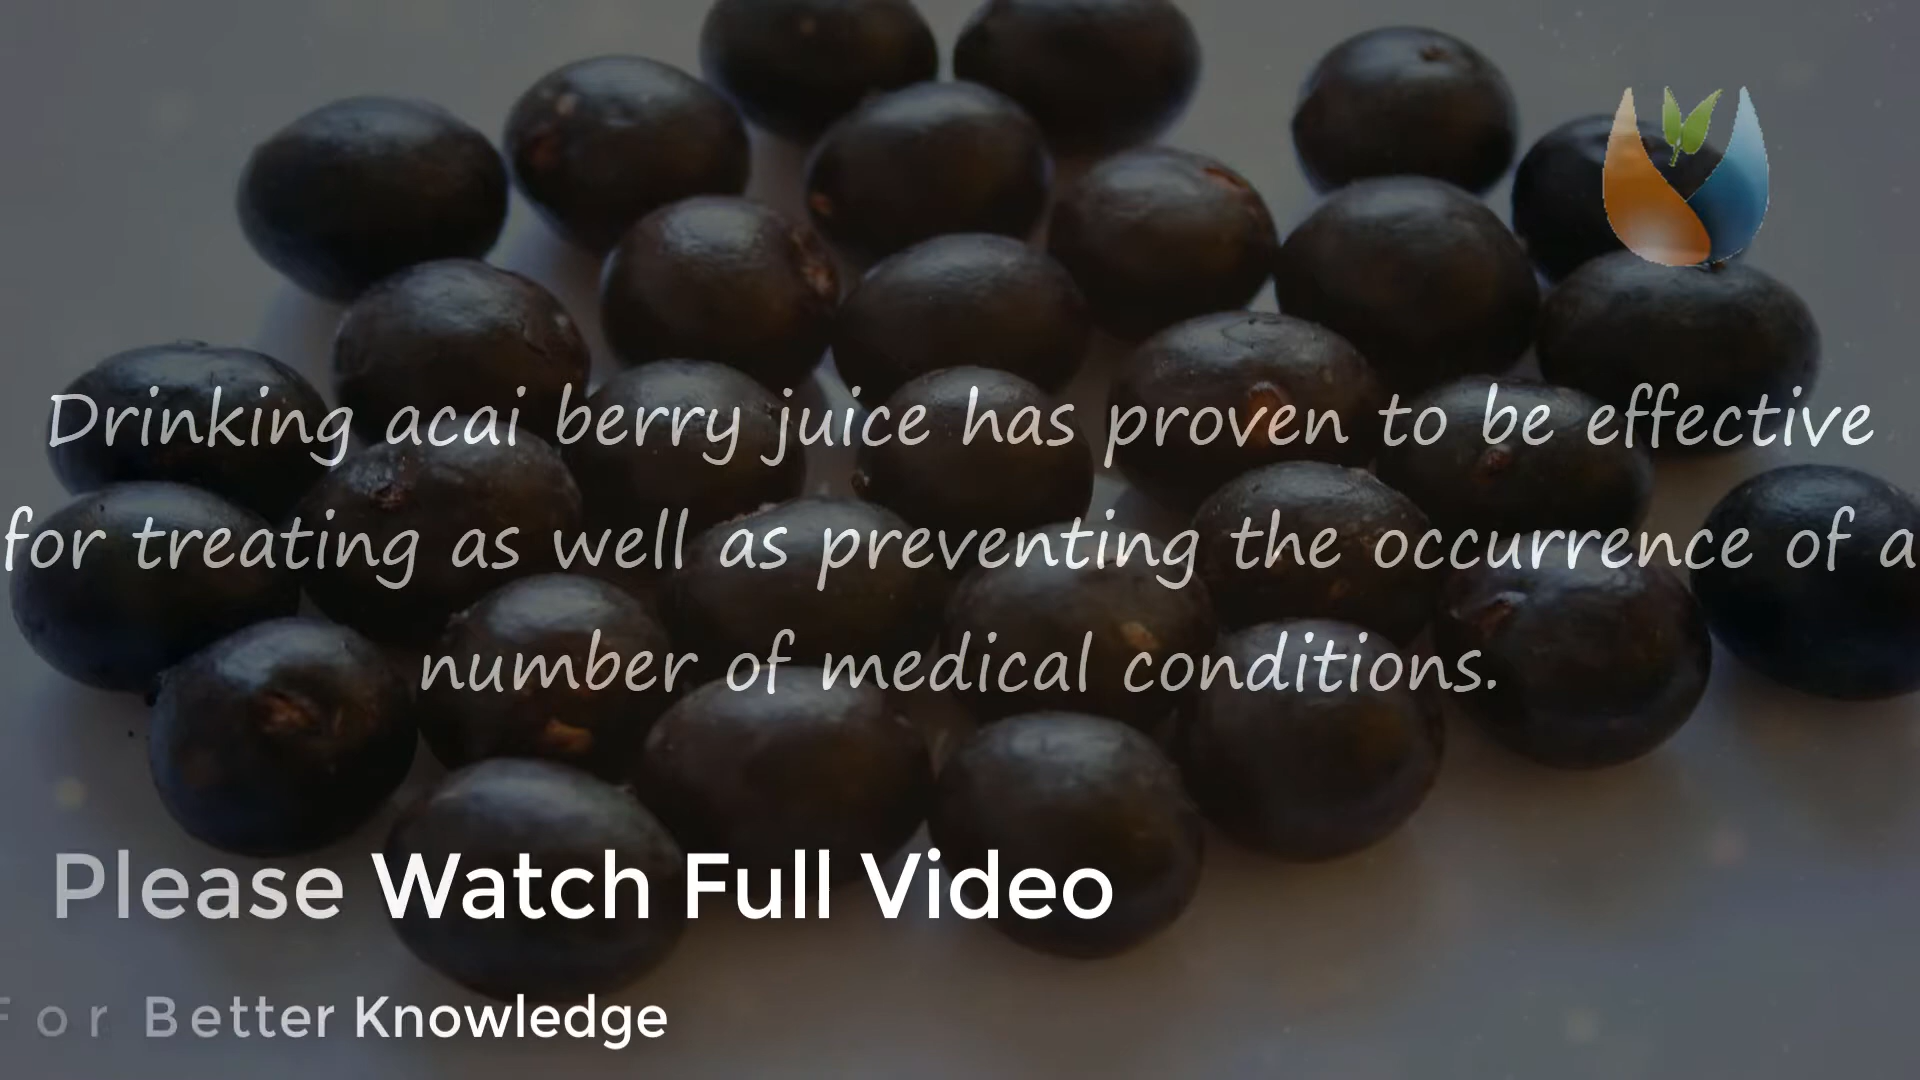 Drinking acai berry juice has proven to be effective
for treating as well as preventing the occurrence of a
number of medical conditions.
Please Watch Full Video
For Better Knowledge